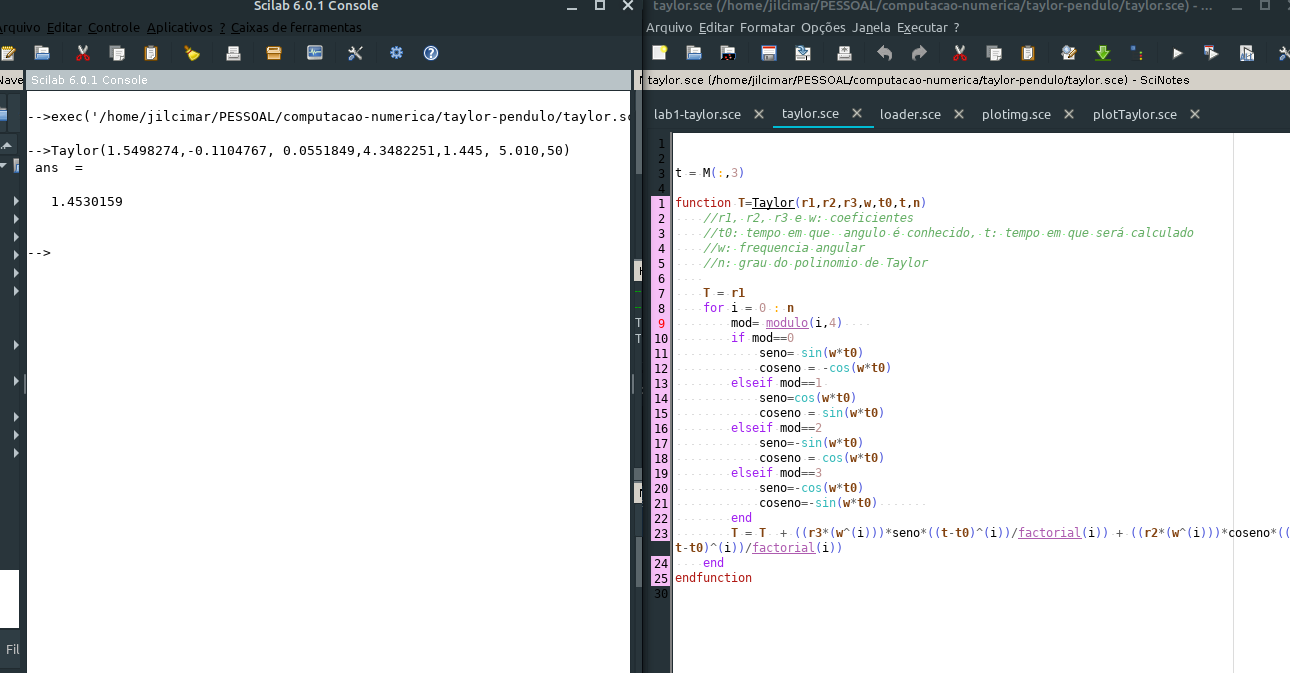 Scilab 6.0.1 Console
rquivo Editar Controle Aplicativos ? Caixas de ferramentas
Nave
Scilab 6.0.1 Console
-->exec('/home/jilcimar/PESSOAL/computacao-numerica/taylor-pendulo/taylor.sc
-->Taylor(1.5498274,-0.1104767, 0.0551849,4.3482251,1.445, 5.010,50)
ans  =
1.4530159
-->
Fil
taylor.sce (/home/jilcimar/PESSOAL/computacao-numerica/taylor-pendulo/taylor.sce) - ...
Arquivo Editar Formatar Opções Janela Executar ?
taylor.sce (/home/jilcimar/PESSOAL/computacao-numerica/taylor-pendulo/taylor.sce) - SciNotes
lab1-taylor.sce taylor.sce loader.sce plotimg.sce plotTaylor.sce
1
2
3 t = M(:,3)
4
1 function T=Taylor(r1,r2,r3,w,t0,t,n)
2 //r1, r2, r3 e w: coeficientes
3 //t0: tempo em que  angulo é conhecido, t: tempo em que será calculado
4 //w: frequencia angular
5 //n: grau do polinomio de Taylor
6
7 T = r1
8 for i = 0 : n
9 mod= modulo(i,4)
10 if mod==0
11 seno= sin(w*t0)
12 coseno = -cos(w*t0)
13 elseif mod==1
14 seno=cos(w*t0)
15 coseno = sin(w*t0)
16 elseif mod==2
17 seno=-sin(w*t0)
18 coseno = cos(w*t0)
19 elseif mod==3
20 seno=-cos(w*t0)
21 coseno=-sin(w*t0)
22 end
23 T = T  + ((r3*(w^(i)))*seno*((t-t0)^(i))/factorial(i)) + ((r2*(w^(i)))*coseno*((
t-t0)^(i))/factorial(i))
24 end
25 endfunction
30